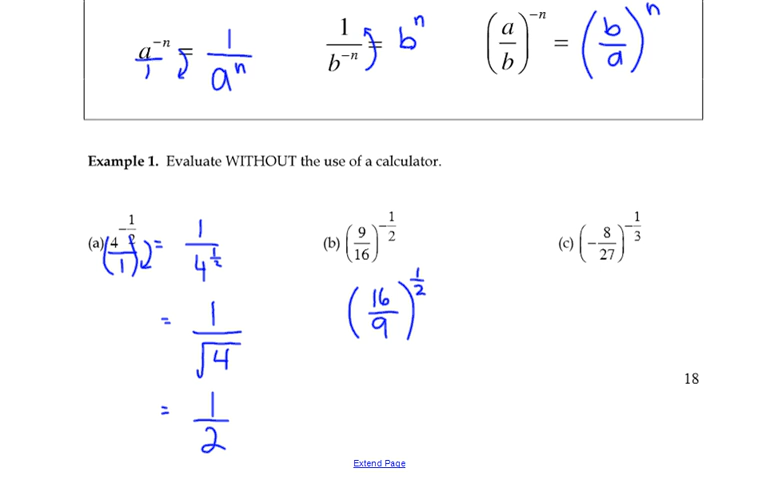 a^{-n}/1 = 1/a^n   1/b^{-n} = b^n   (a/b)^{-n} = (b/a)^n
Example 1. Evaluate WITHOUT the use of a calculator.
(a) (4^{-1/2}/1) = 1/4^{1/2}   (b) (9/16)^{-1/2}   (c) (-8/27)^{-1/3}
(16/9)^{1/2}
= 1/√4
18
= 1/2
Extend Page